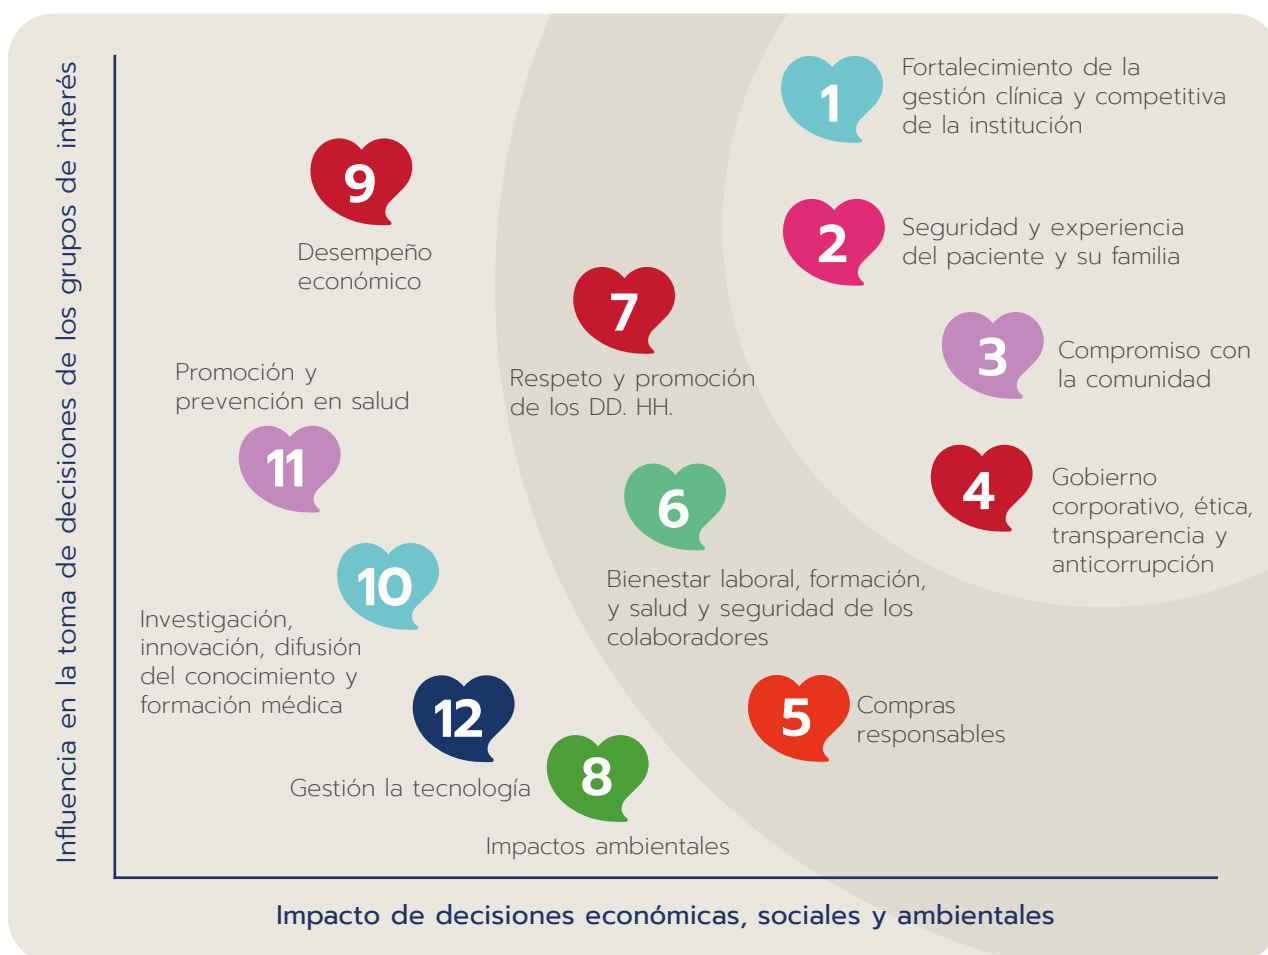 Influencia en la toma de decisiones de los grupos de interés
1
Fortalecimiento de la
gestión clínica y competitiva
de la institución
9
Desempeño
económico
2
Seguridad y experiencia
del paciente y su familia
7
Respeto y promoción
de los DD. HH.
3
Compromiso con
la comunidad
Promoción y
prevención en salud
11
4
Gobierno
corporativo, ética,
transparencia y
anticorrupción
6
Bienestar laboral, formación,
y salud y seguridad de los
colaboradores
10
Investigación,
innovación, difusión
del conocimiento y
formación médica
12
Gestión la tecnología
5
Compras
responsables
8
Impactos ambientales
Impacto de decisiones económicas, sociales y ambientales